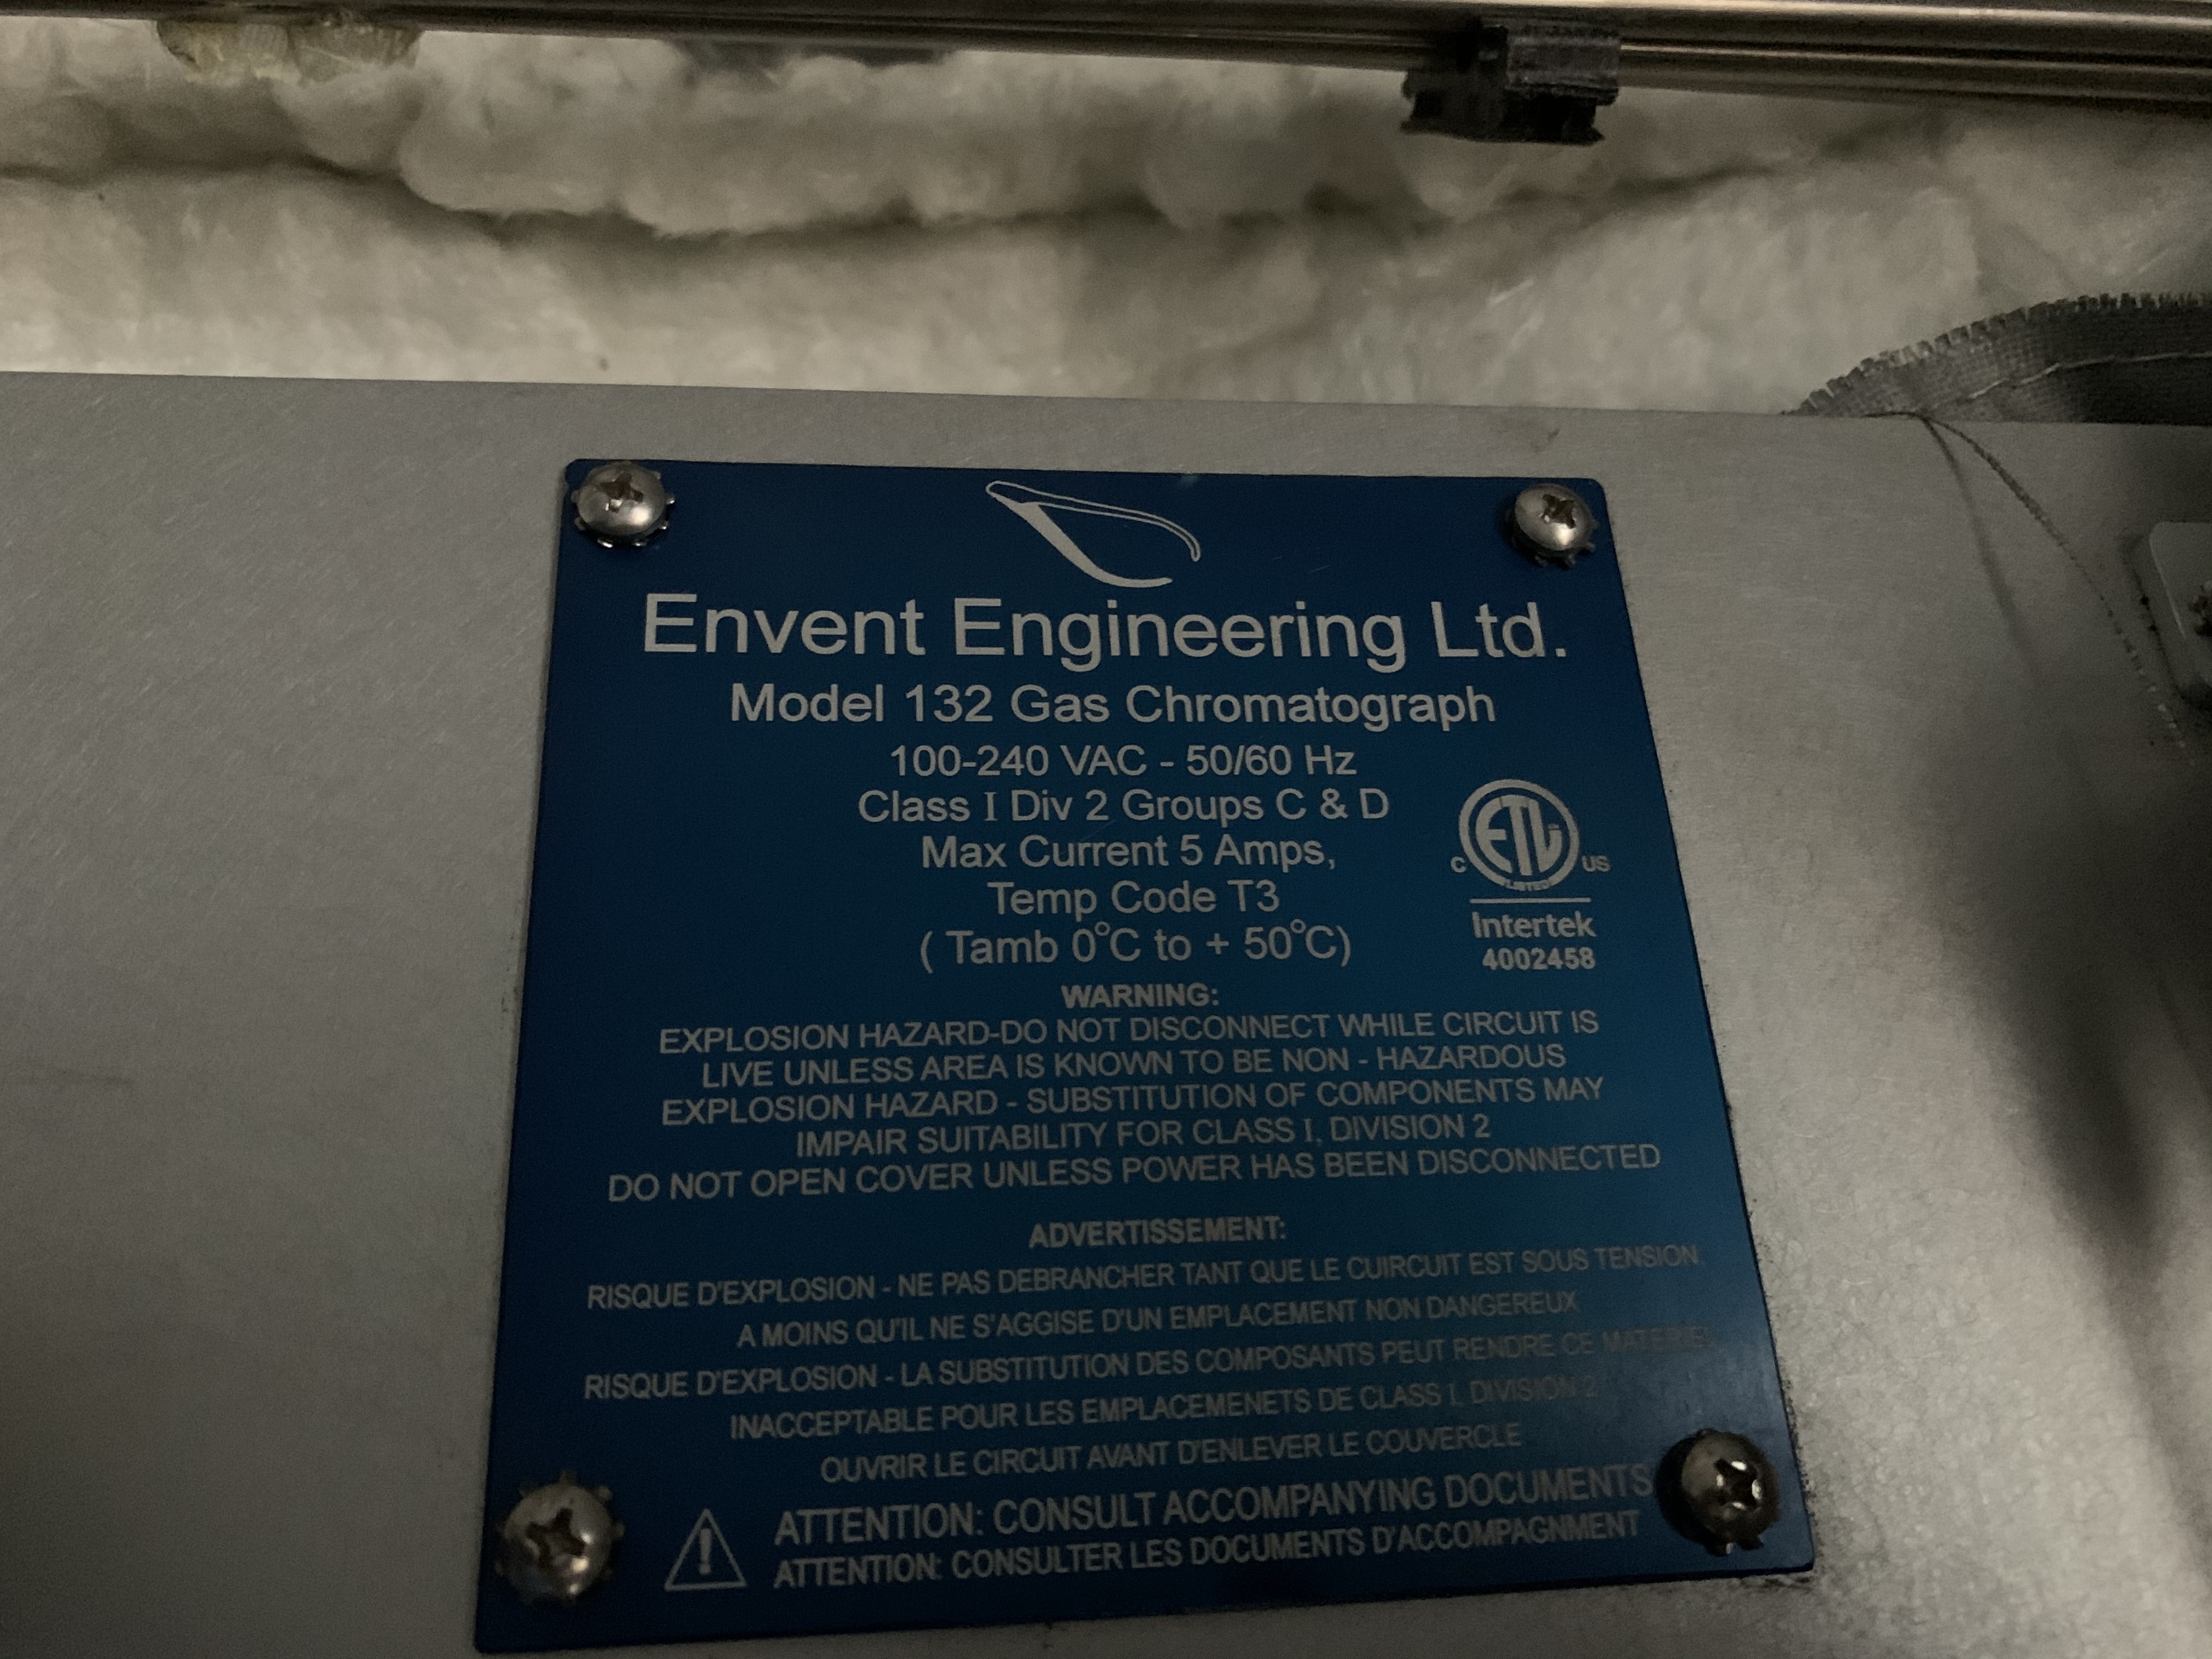 Envent Engineering Ltd.
Model 132 Gas Chromatograph
100-240 VAC - 50/60 Hz
Class I Div 2 Groups C & D
Max Current 5 Amps,
Temp Code T3
( Tamb 0°C to + 50°C)
C ETL US
LISTED
Intertek
4002458
WARNING:
EXPLOSION HAZARD-DO NOT DISCONNECT WHILE CIRCUIT IS
LIVE UNLESS AREA IS KNOWN TO BE NON - HAZARDOUS
EXPLOSION HAZARD - SUBSTITUTION OF COMPONENTS MAY
IMPAIR SUITABILITY FOR CLASS I, DIVISION 2
DO NOT OPEN COVER UNLESS POWER HAS BEEN DISCONNECTED
ADVERTISSEMENT:
RISQUE D'EXPLOSION - NE PAS DEBRANCHER TANT QUE LE CUIRCUIT EST SOUS TENSION.
A MOINS QU'IL NE S'AGGISE D'UN EMPLACEMENT NON DANGEREUX
RISQUE D'EXPLOSION - LA SUBSTITUTION DES COMPOSANTS PEUT RENDRE CE MATERIEL
INACCEPTABLE POUR LES EMPLACEMENETS DE CLASS I, DIVISION 2
OUVRIR LE CIRCUIT AVANT D'ENLEVER LE COUVERCLE
ATTENTION: CONSULT ACCOMPANYING DOCUMENTS
ATTENTION: CONSULTER LES DOCUMENTS D'ACCOMPAGNMENT